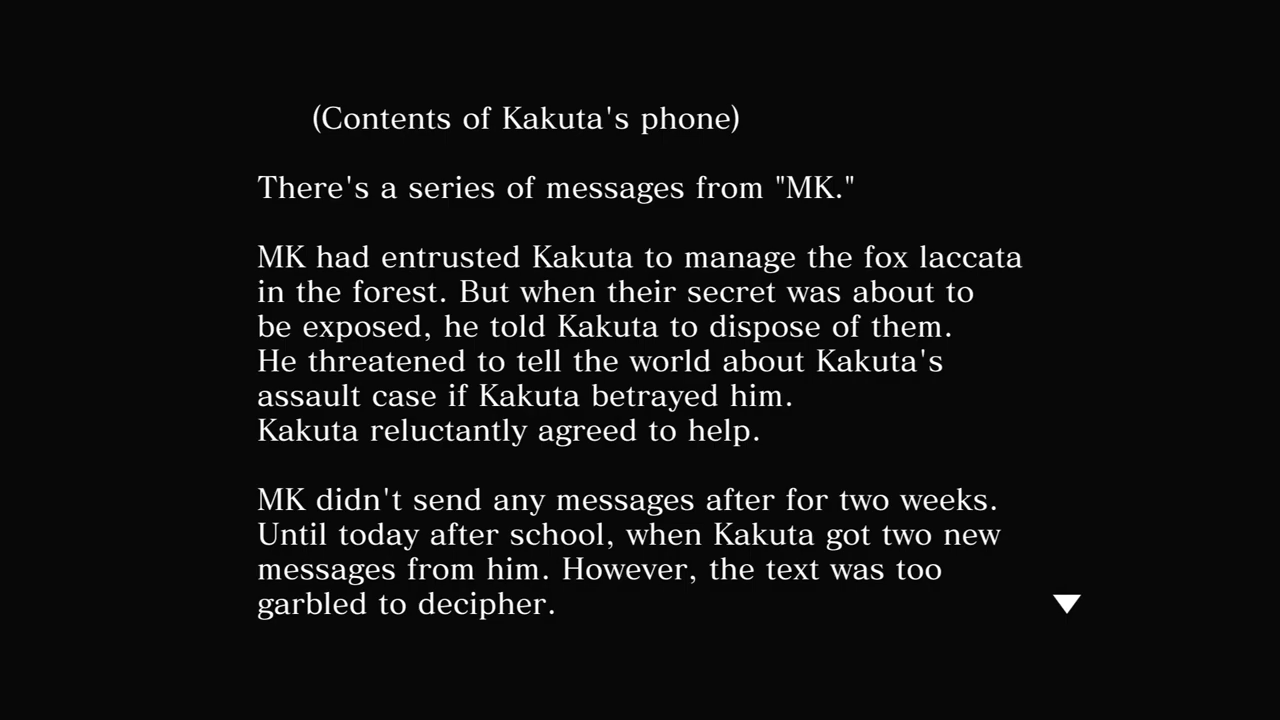 (Contents of Kakuta's phone)
There's a series of messages from "MK."
MK had entrusted Kakuta to manage the fox laccata
in the forest. But when their secret was about to
be exposed, he told Kakuta to dispose of them.
He threatened to tell the world about Kakuta's
assault case if Kakuta betrayed him.
Kakuta reluctantly agreed to help.
MK didn't send any messages after for two weeks.
Until today after school, when Kakuta got two new
messages from him. However, the text was too
garbled to decipher.